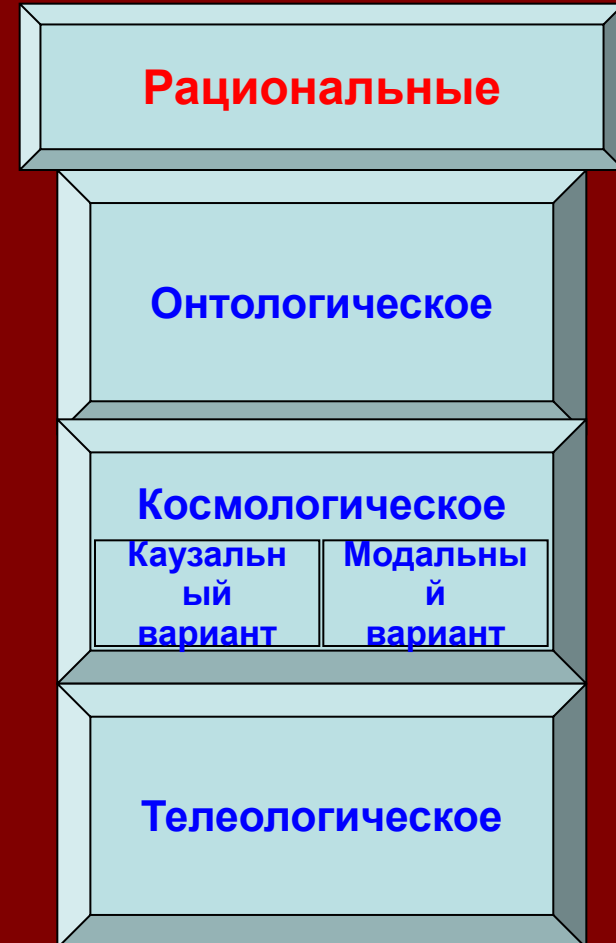 Рациональные
Онтологическое
Космологическое
Каузальн
ый
вариант
Модальны
й
вариант
Телеологическое